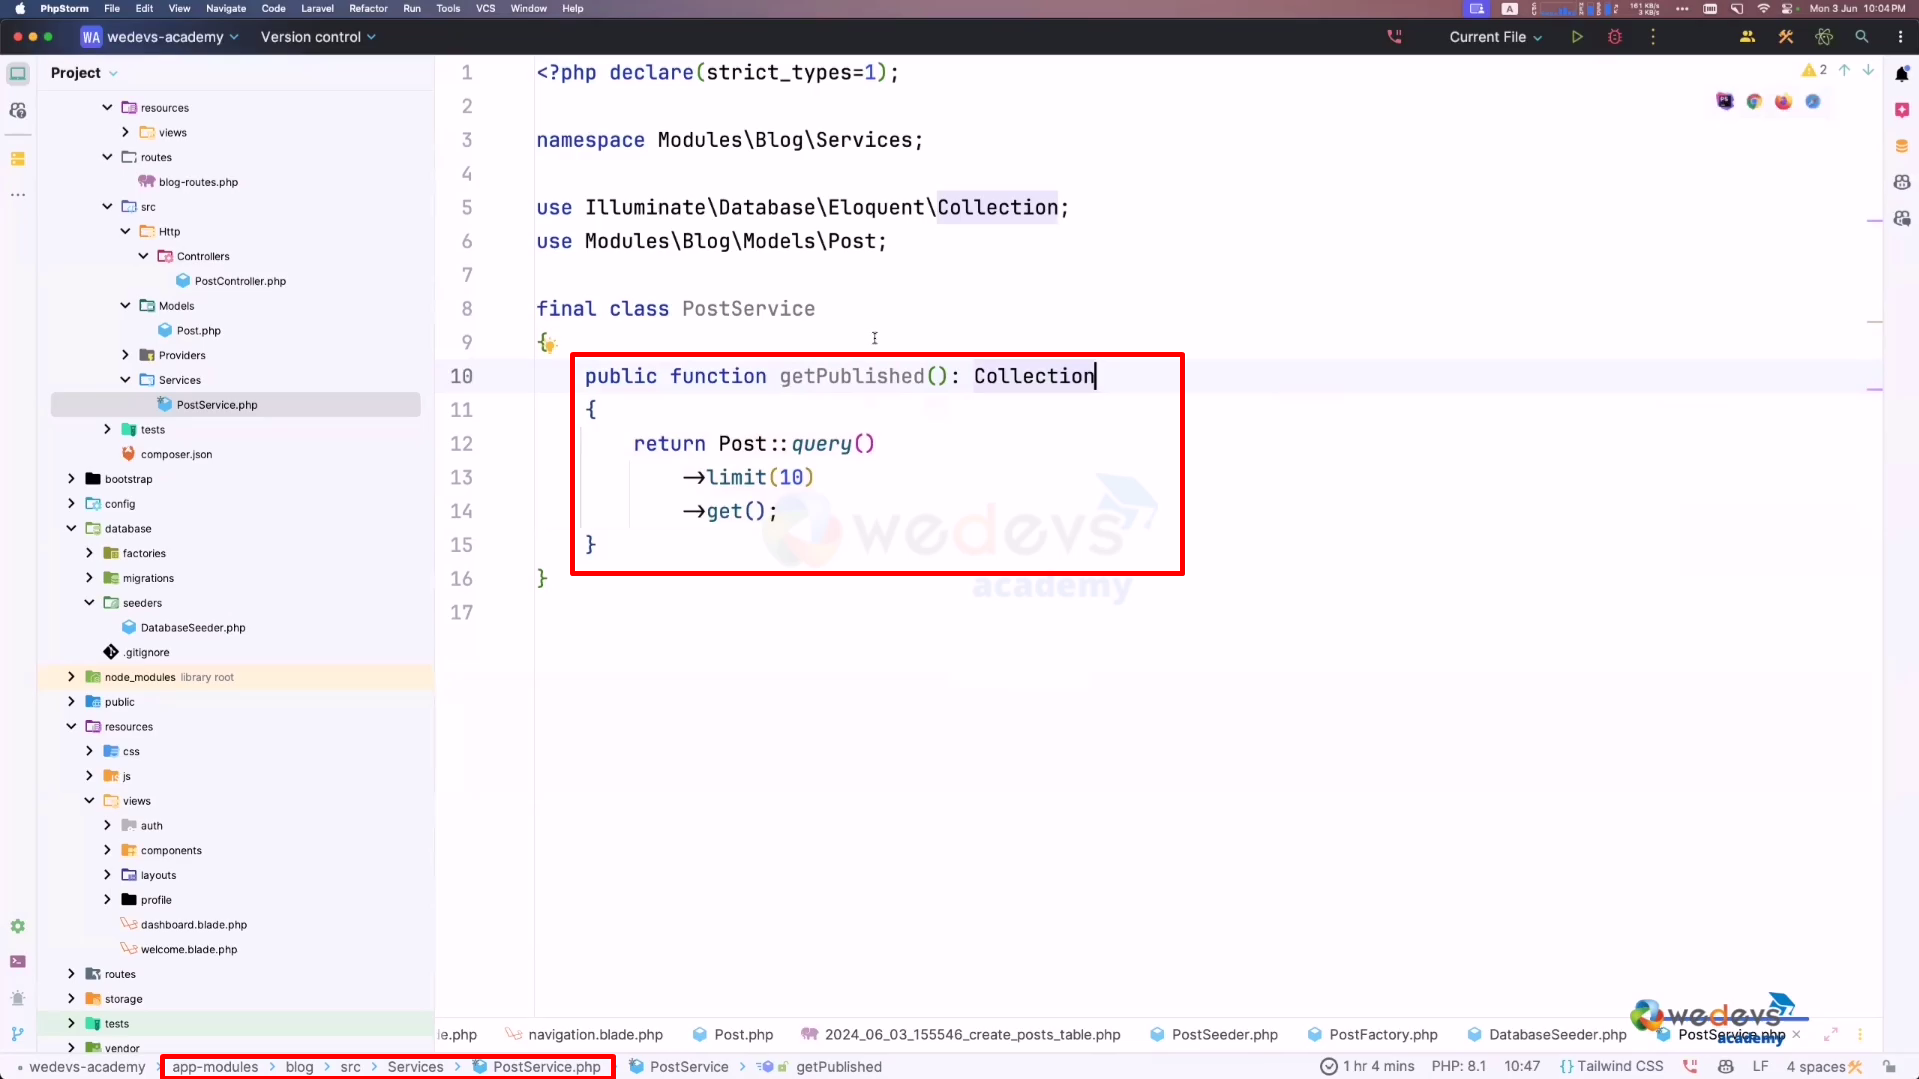 PhpStorm File Edit View Navigate Code Laravel Refactor Run Tools VCS Window Help
161 KB/s
3 KB/s
Mon 3 Jun 10:04 PM
WA wedevs-academy Version control
Current File
Project
resources
views
routes
blog-routes.php
src
Http
Controllers
PostController.php
Models
Post.php
Providers
Services
PostService.php
tests
composer.json
bootstrap
config
database
factories
migrations
seeders
DatabaseSeeder.php
.gitignore
node_modules library root
public
resources
css
js
views
auth
components
layouts
profile
dashboard.blade.php
welcome.blade.php
routes
storage
tests
vendor
2
1 <?php declare(strict_types=1);
2
3 namespace Modules\Blog\Services;
4
5 use Illuminate\Database\Eloquent\Collection;
6 use Modules\Blog\Models\Post;
7
8 final class PostService
9 {
10 public function getPublished(): Collection
11 {
12 return Post::query()
13 ->limit(10)
14 ->get();
15 }
16 }
17
wedevs
academy
wedevs
academy
le.php navigation.blade.php Post.php 2024_06_03_155546_create_posts_table.php PostSeeder.php PostFactory.php DatabaseSeeder.php PostService.php
wedevs-academy app-modules > blog > src > Services > PostService.php > PostService > getPublished
1 hr 4 mins PHP: 8.1 10:47 {} Tailwind CSS LF 4 spaces